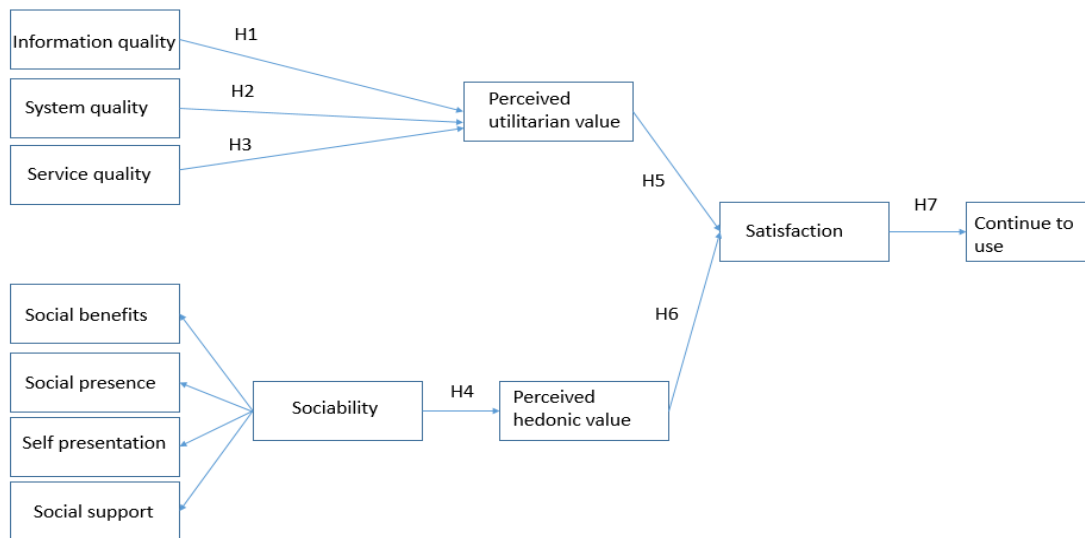 Information quality
H1
System quality
H2
Service quality
H3
Perceived
utilitarian value
H5
Satisfaction
H7
Continue to
use
H6
Social benefits
Social presence
Self presentation
Social support
Sociability
H4
Perceived
hedonic value